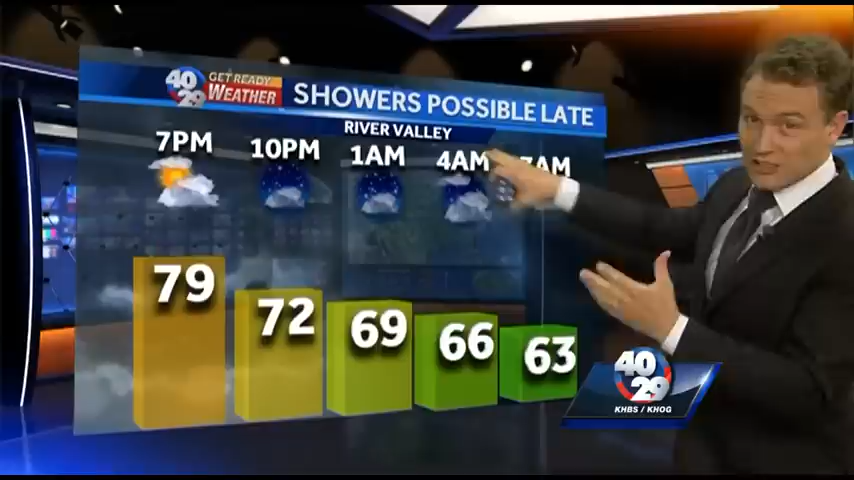 40 29 GET READY WEATHER SHOWERS POSSIBLE LATE
RIVER VALLEY
7PM 10PM 1AM 4AM 7AM
79 72 69 66 63
40 29
KHBS / KHOG